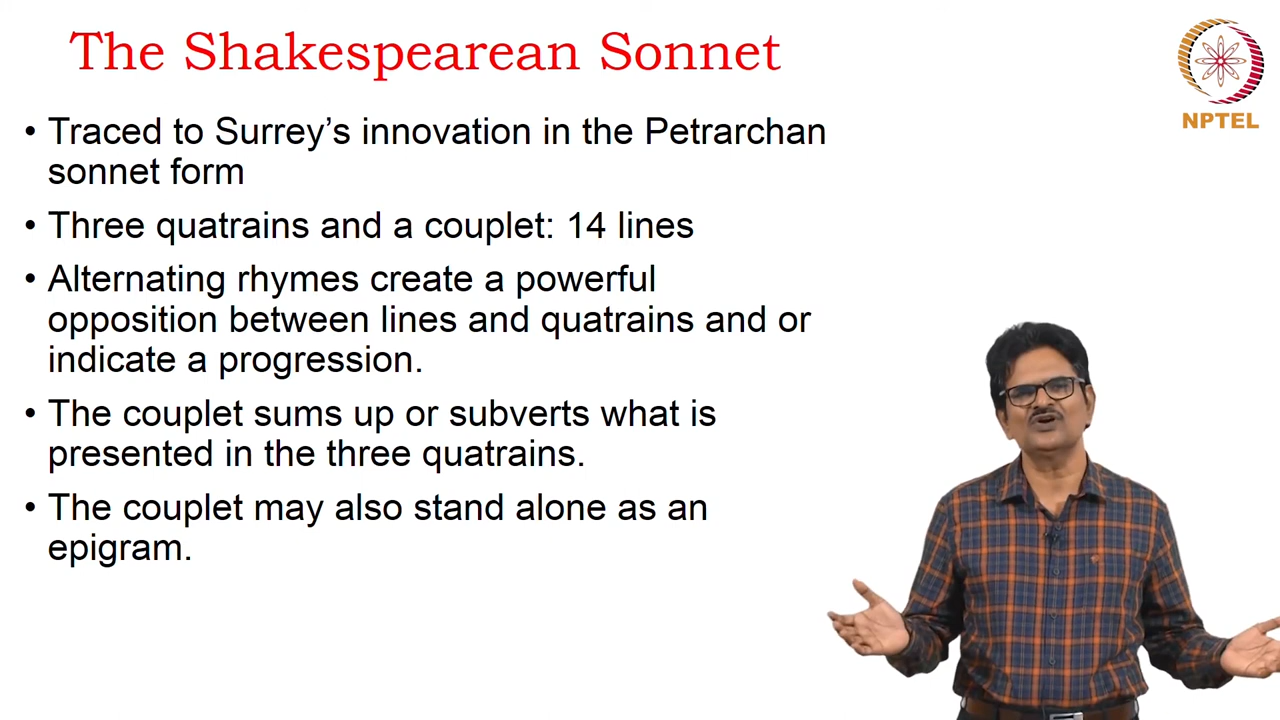 The Shakespearean Sonnet
NPTEL
• Traced to Surrey’s innovation in the Petrarchan
sonnet form
• Three quatrains and a couplet: 14 lines
• Alternating rhymes create a powerful
opposition between lines and quatrains and or
indicate a progression.
• The couplet sums up or subverts what is
presented in the three quatrains.
• The couplet may also stand alone as an
epigram.